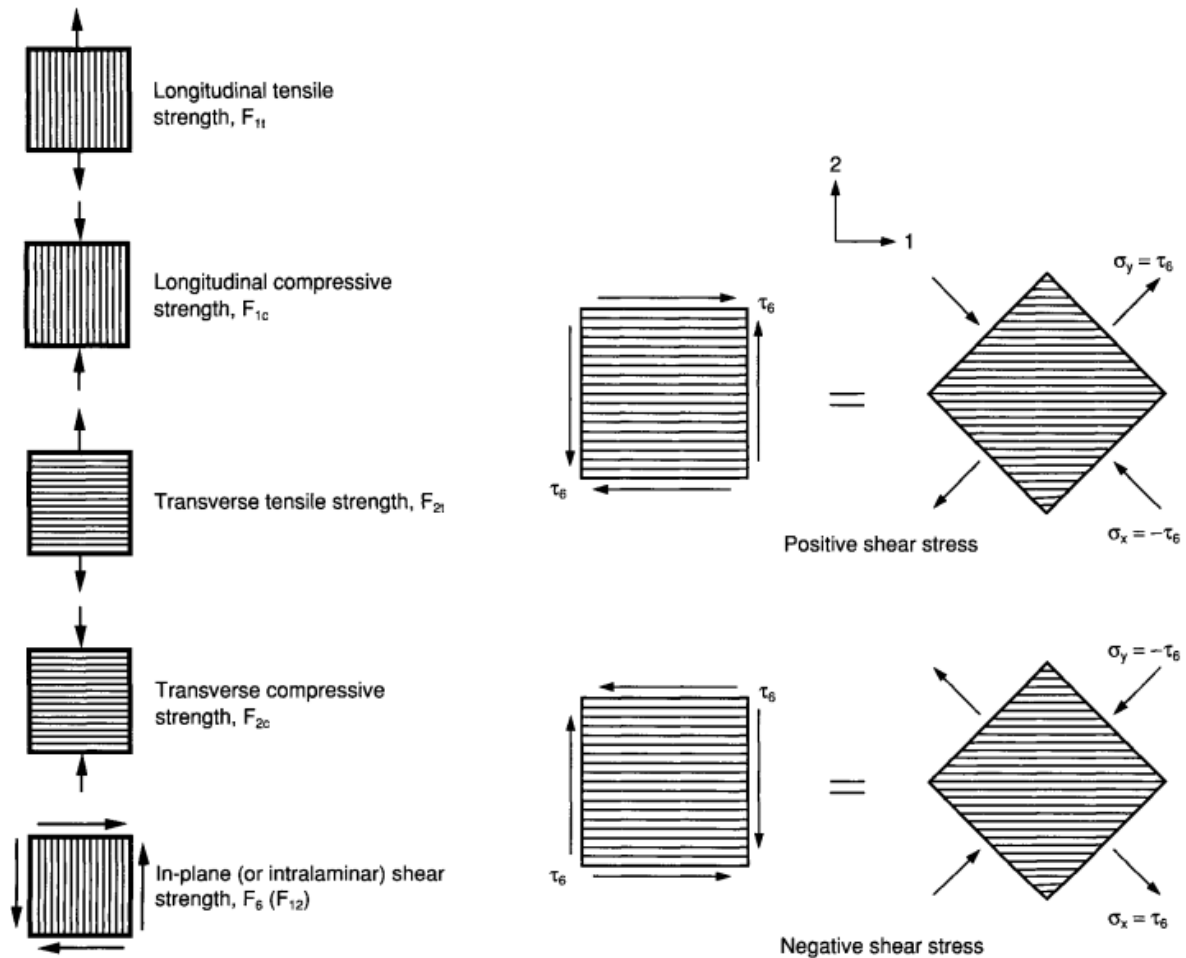 Longitudinal tensile
strength, F₁ₜ
Longitudinal compressive
strength, F₁c
Transverse tensile strength, F₂ₜ
Transverse compressive
strength, F₂c
In-plane (or intralaminar) shear
strength, F₆ (F₁₂)
2
1
τ₆
τ₆
=
σy = τ₆
σx = −τ₆
Positive shear stress
τ₆
τ₆
=
σy = −τ₆
σx = τ₆
Negative shear stress